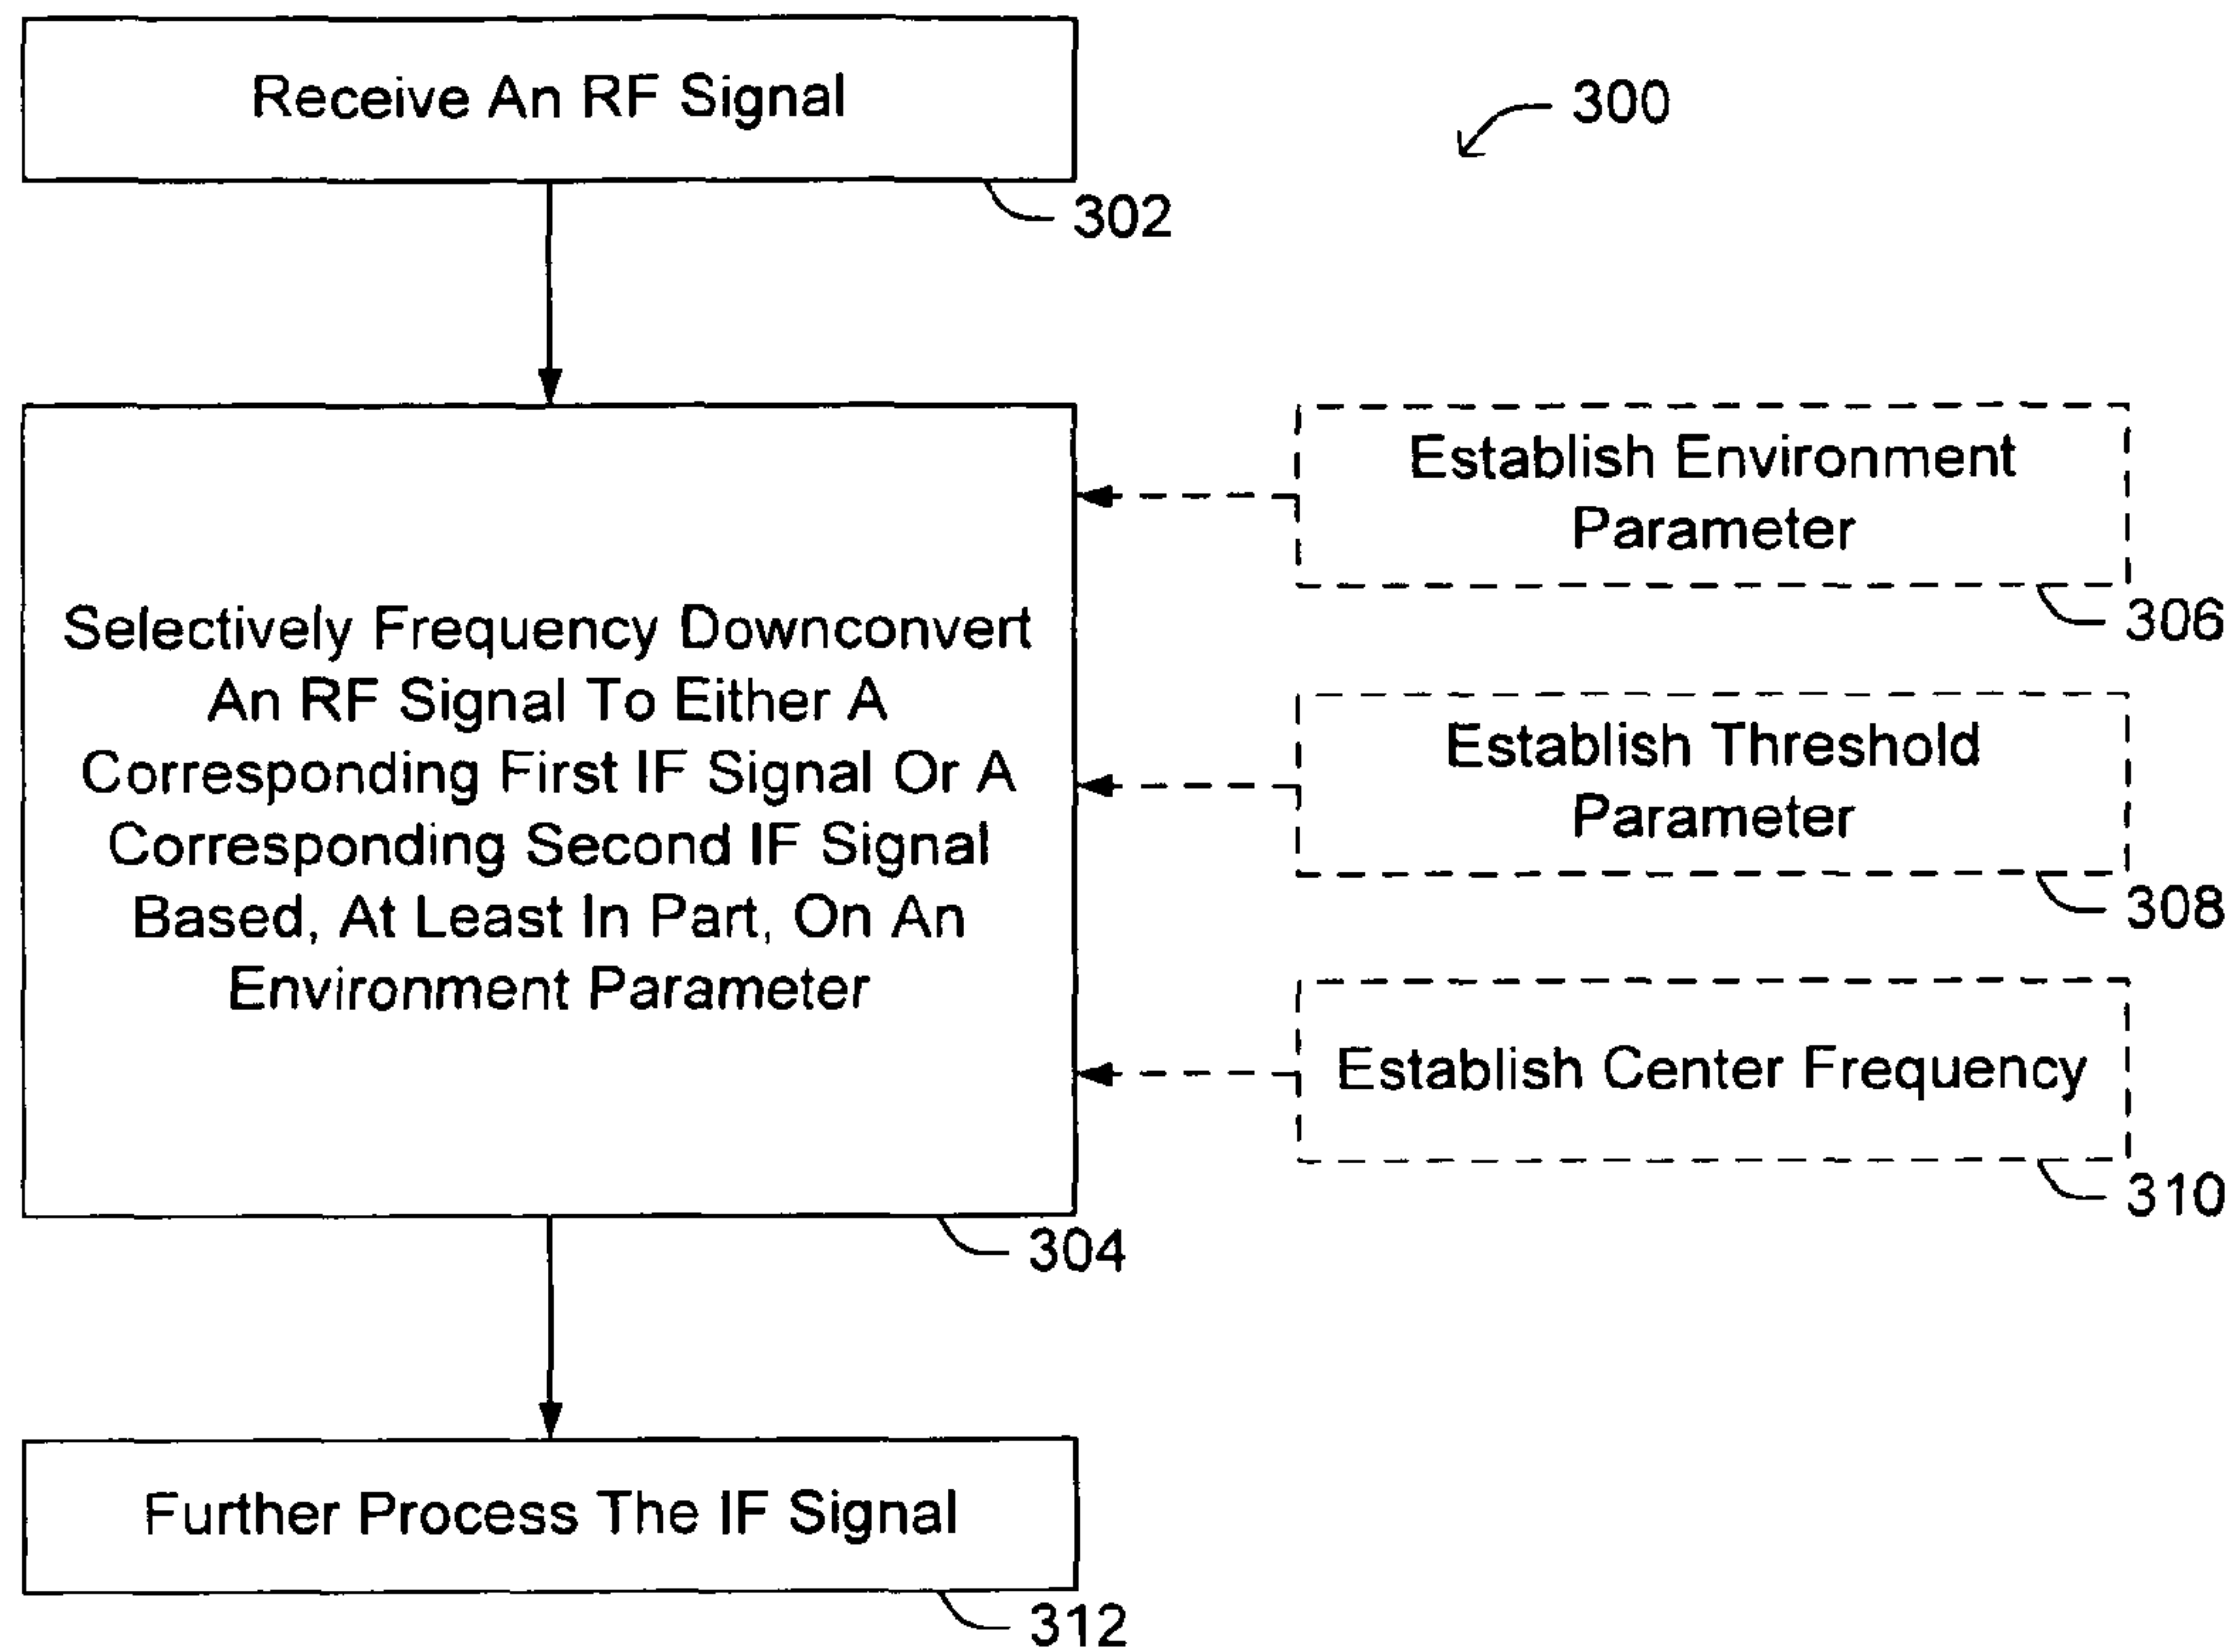 Receive An RF Signal
300
302
Selectively Frequency Downconvert
An RF Signal To Either A
Corresponding First IF Signal Or A
Corresponding Second IF Signal
Based, At Least In Part, On An
Environment Parameter
304
Establish Environment
Parameter
306
Establish Threshold
Parameter
308
Establish Center Frequency
310
Further Process The IF Signal
312